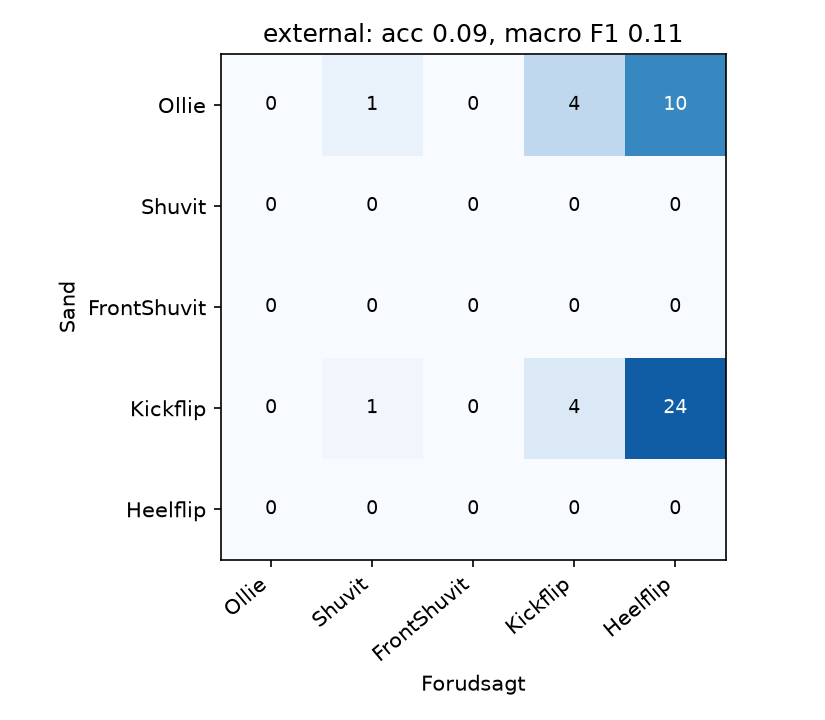 external: acc 0.09, macro F1 0.11
Ollie 0 1 0 4 10
Shuvit 0 0 0 0 0
FrontShuvit 0 0 0 0 0
Kickflip 0 1 0 4 24
Heelflip 0 0 0 0 0
Sand
Ollie Shuvit FrontShuvit Kickflip Heelflip
Forudsagt